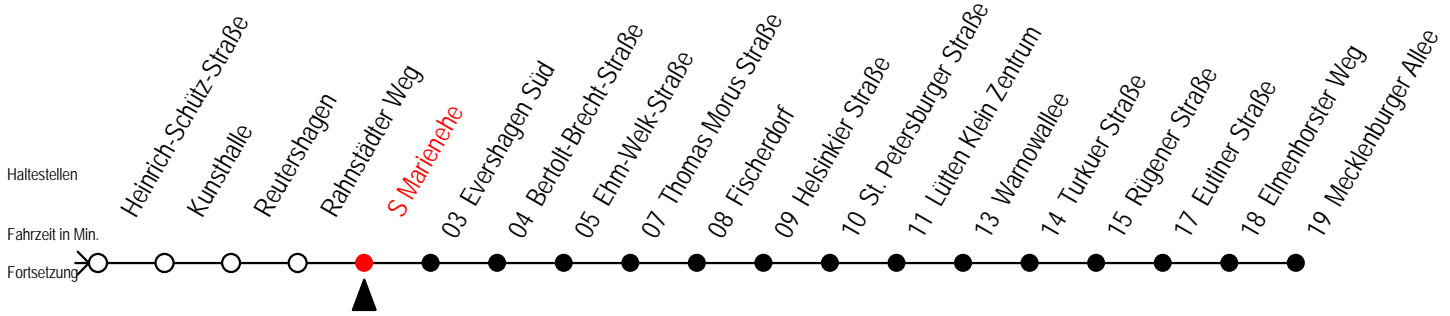 Haltestellen
Fahrzeit in Min.
Fortsetzung
Heinrich-Schütz-Straße
Kunsthalle
Reutershagen
Rahnstädter Weg
S Marienehe
03 Evershagen Süd
04 Bertolt-Brecht-Straße
05 Ehm-Welk-Straße
07 Thomas Morus Straße
08 Fischerdorf
09 Helsinkier Straße
10 St. Petersburger Straße
11 Lütten Klein Zentrum
13 Warnowallee
14 Turkuer Straße
15 Rügener Straße
17 Eutiner Straße
18 Elmenhorster Weg
19 Mecklenburger Allee